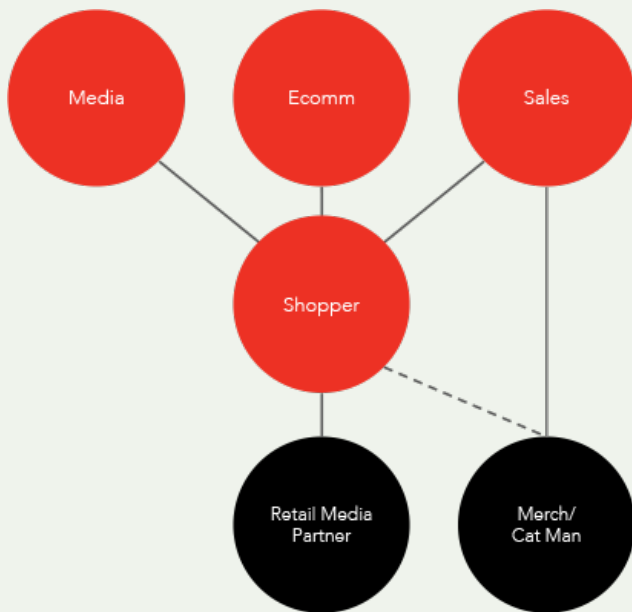 Media
Ecomm
Sales
Shopper
Retail Media
Partner
Merch/
Cat Man